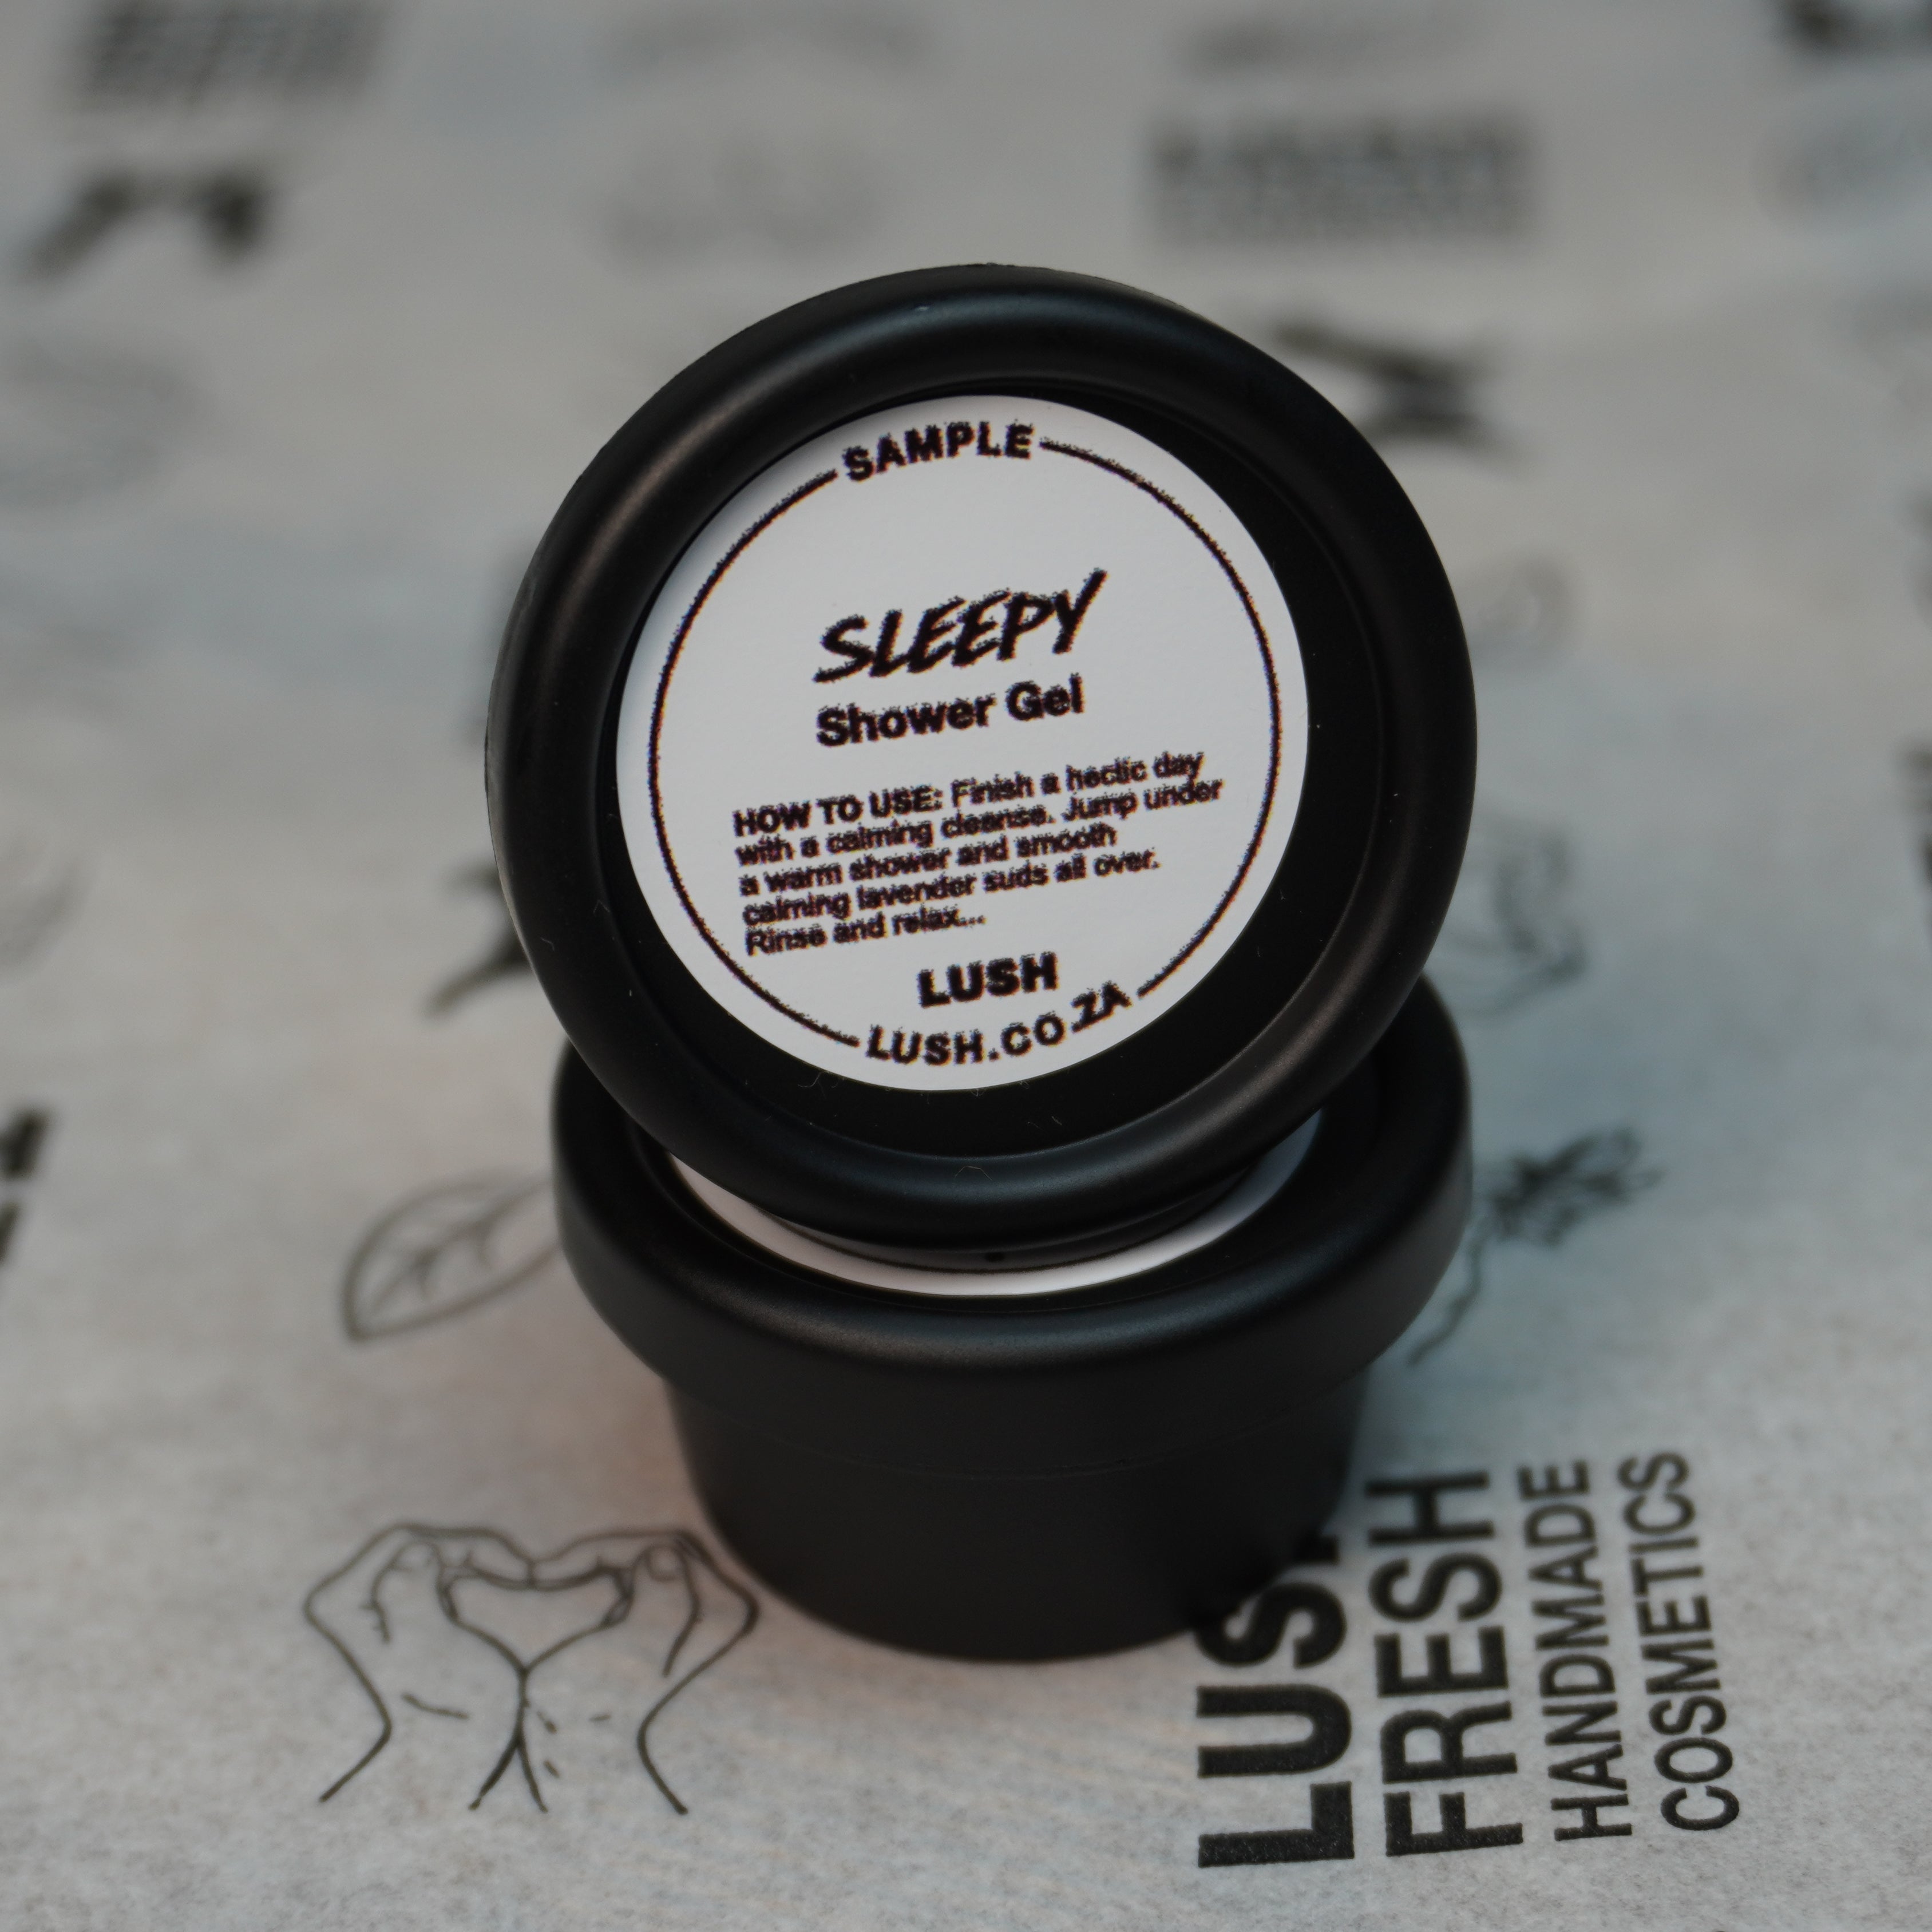 SAMPLE
SLEEPY
Shower Gel
HOW TO USE: Finish a hectic day
with a calming cleanse. Jump under
a warm shower and smooth
calming lavender suds all over.
Rinse and relax...
LUSH
LUSH.CO.ZA
LUSH
FRESH
HANDMADE
COSMETICS